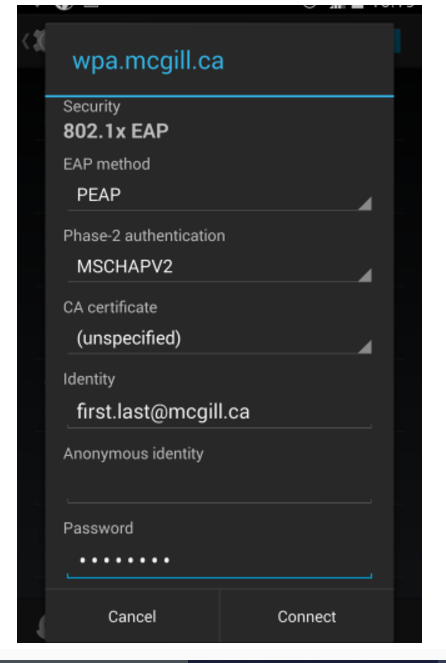 wpa.mcgill.ca
Security
802.1x EAP
EAP method
PEAP
Phase-2 authentication
MSCHAPV2
CA certificate
(unspecified)
Identity
first.last@mcgill.ca
Anonymous identity
Password
••••••••
Cancel Connect